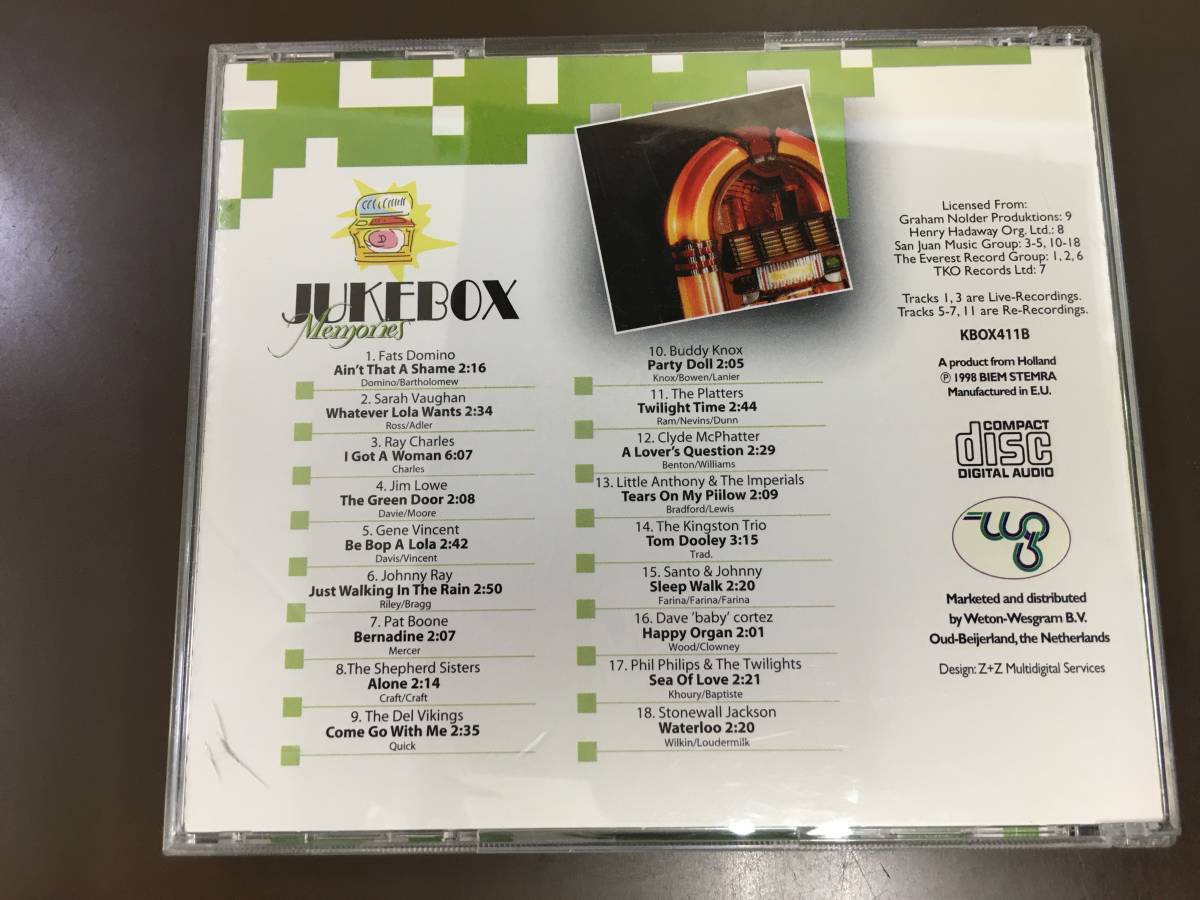 JUKEBOX
Memories
1. Fats Domino
Ain't That A Shame 2:16
Domino/Bartholomew
2. Sarah Vaughan
Whatever Lola Wants 2:34
Ross/Adler
3. Ray Charles
I Got A Woman 6:07
Charles
4. Jim Lowe
The Green Door 2:08
Davie/Moore
5. Gene Vincent
Be Bop A Lola 2:42
Davis/Vincent
6. Johnny Ray
Just Walking In The Rain 2:50
Riley/Bragg
7. Pat Boone
Bernadine 2:07
Mercer
8.The Shepherd Sisters
Alone 2:14
Craft/Craft
9. The Del Vikings
Come Go With Me 2:35
Quick
10. Buddy Knox
Party Doll 2:05
Knox/Bowen/Lanier
11. The Platters
Twilight Time 2:44
Ram/Nevins/Dunn
12. Clyde McPhatter
A Lover's Question 2:29
Benton/Williams
13. Little Anthony & The Imperials
Tears On My Piilow 2:09
Bradford/Lewis
14. The Kingston Trio
Tom Dooley 3:15
Trad.
15. Santo & Johnny
Sleep Walk 2:20
Farina/Farina/Farina
16. Dave 'baby' cortez
Happy Organ 2:01
Wood/Clowney
17. Phil Philips & The Twilights
Sea Of Love 2:21
Khoury/Baptiste
18. Stonewall Jackson
Waterloo 2:20
Wilkin/Loudermilk
Licensed From:
Graham Nolder Produktions: 9
Henry Hadaway Org. Ltd.: 8
San Juan Music Group: 3-5, 10-18
The Everest Record Group: 1, 2, 6
TKO Records Ltd: 7
Tracks 1, 3 are Live-Recordings.
Tracks 5-7, 11 are Re-Recordings.
KBOX411B
A product from Holland
℗ 1998 BIEM STEMRA
Manufactured in E.U.
COMPACT
disc
DIGITAL AUDIO
Marketed and distributed
by Weton-Wesgram B.V.
Oud-Beijerland, the Netherlands
Design: Z+Z Multidigital Services